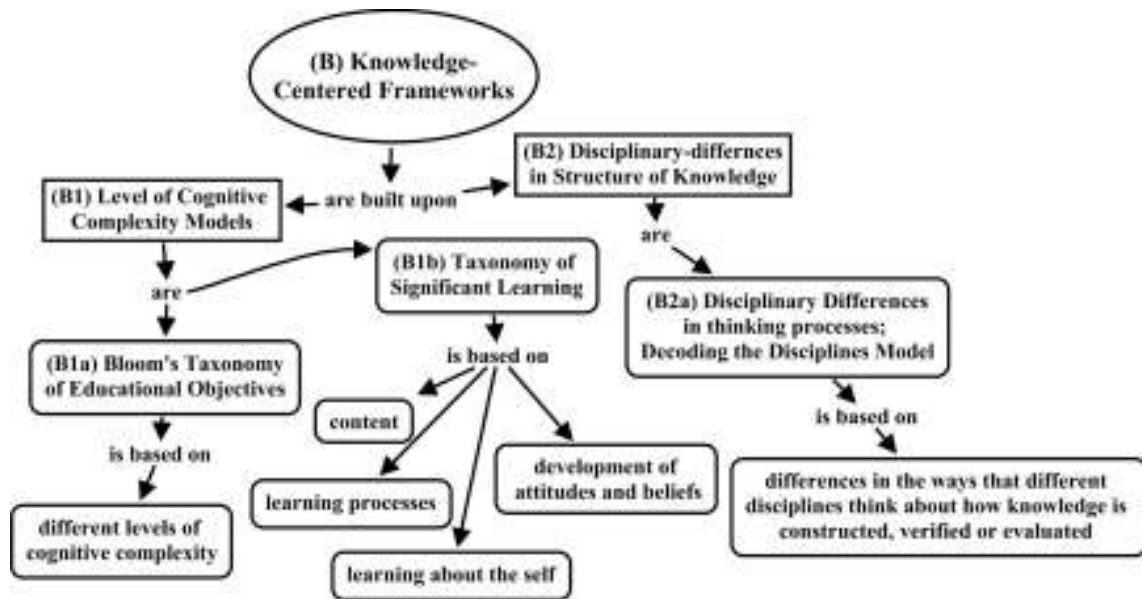 (B) Knowledge-
Centered Frameworks
(B2) Disciplinary-differnces
in Structure of Knowledge
(B1) Level of Cognitive
Complexity Models
are built upon
are
(B1b) Taxonomy of
Significant Learning
are
(B2a) Disciplinary Differences
in thinking processes;
Decoding the Disciplines Model
(B1a) Bloom's Taxonomy
of Educational Objectives
is based on
is based on
content
is based on
development of
attitudes and beliefs
differences in the ways that different
disciplines think about how knowledge is
constructed, verified or evaluated
learning processes
different levels of
cognitive complexity
learning about the self